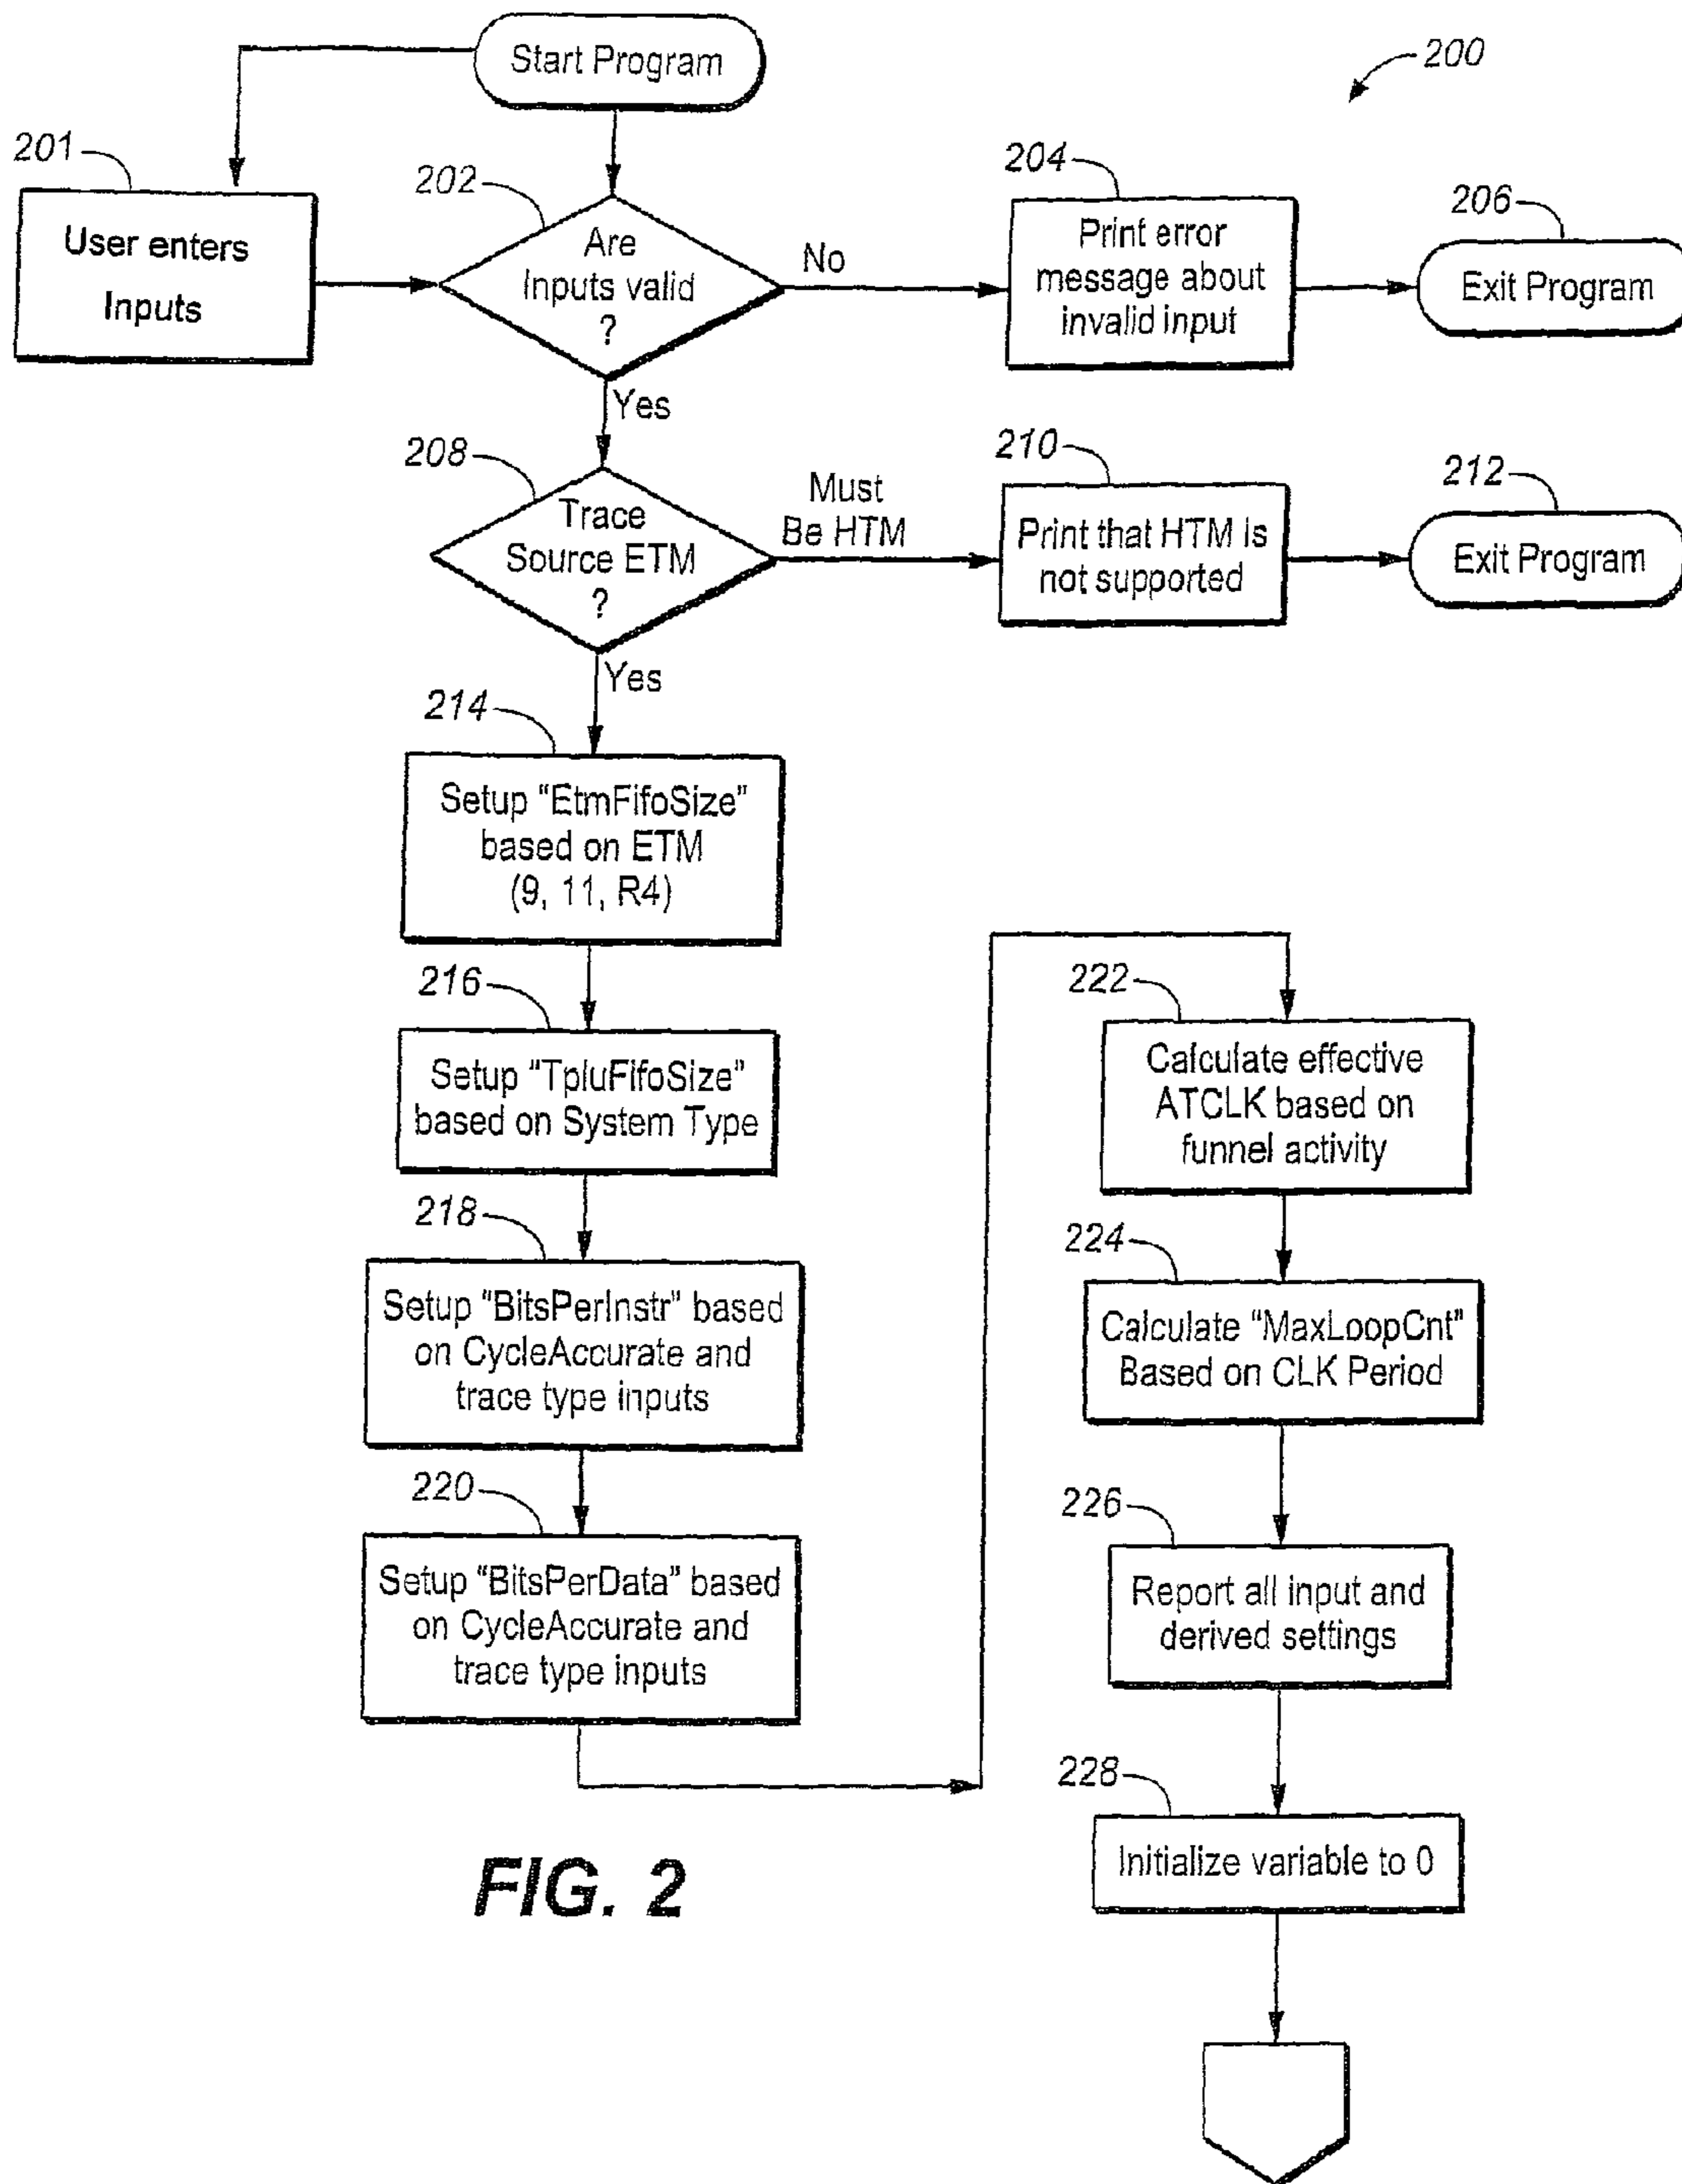 Start Program
200
201
User enters
Inputs
202
Are
Inputs valid
?
No
204
Print error
message about
invalid input
206
Exit Program
Yes
208
Trace
Source ETM
?
Must
Be HTM
210
Print that HTM is
not supported
212
Exit Program
Yes
214
Setup “EtmFifoSize”
based on ETM
(9, 11, R4)
216
Setup “TpiuFifoSize”
based on System Type
218
Setup “BitsPerInstr” based
on CycleAccurate and
trace type inputs
220
Setup “BitsPerData” based
on CycleAccurate and
trace type inputs
222
Calculate effective
ATCLK based on
funnel activity
224
Calculate “MaxLoopCnt”
Based on CLK Period
226
Report all input and
derived settings
228
Initialize variable to 0
FIG. 2